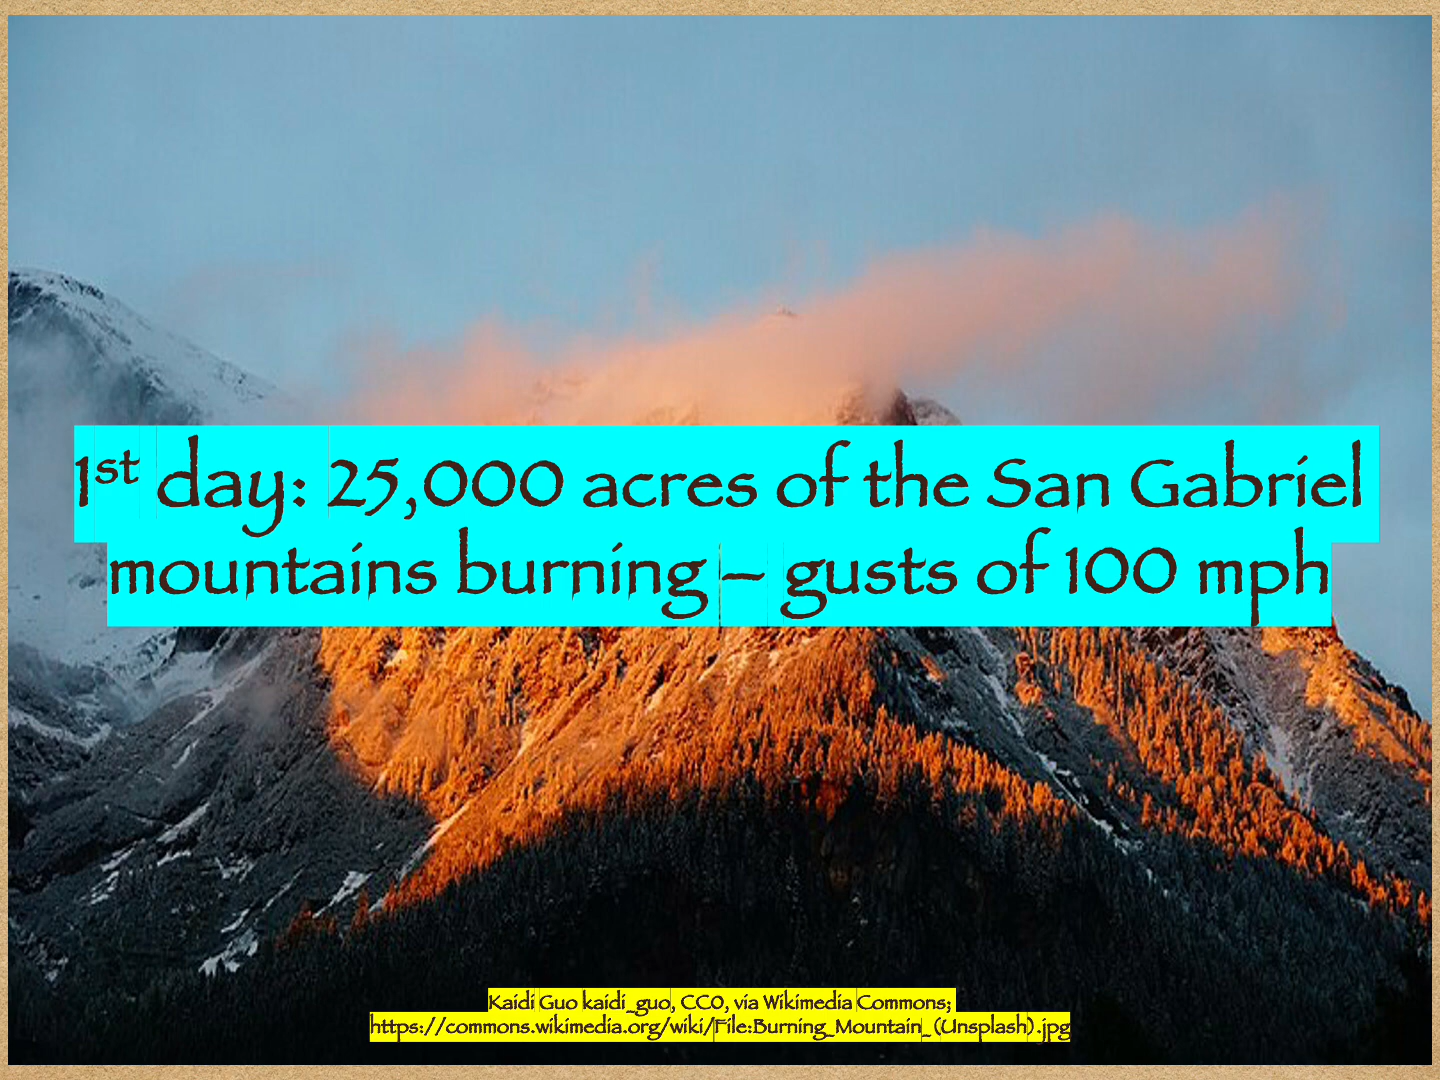 1st day: 25,000 acres of the San Gabriel
mountains burning – gusts of 100 mph
Kaidi Guo kaidi_guo, CC0, via Wikimedia Commons;
https://commons.wikimedia.org/wiki/File:Burning_Mountain_(Unsplash).jpg